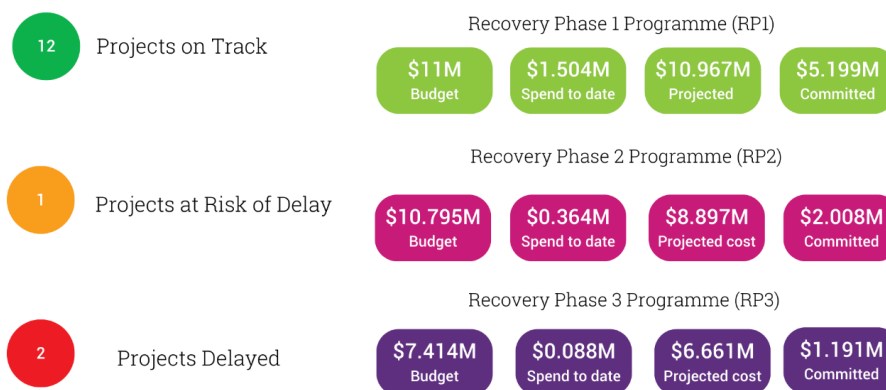 12
Projects on Track
Recovery Phase 1 Programme (RP1)
$11M
Budget
$1.504M
Spend to date
$10.967M
Projected
$5.199M
Committed
1
Projects at Risk of Delay
Recovery Phase 2 Programme (RP2)
$10.795M
Budget
$0.364M
Spend to date
$8.897M
Projected cost
$2.008M
Committed
2
Projects Delayed
Recovery Phase 3 Programme (RP3)
$7.414M
Budget
$0.088M
Spend to date
$6.661M
Projected cost
$1.191M
Committed